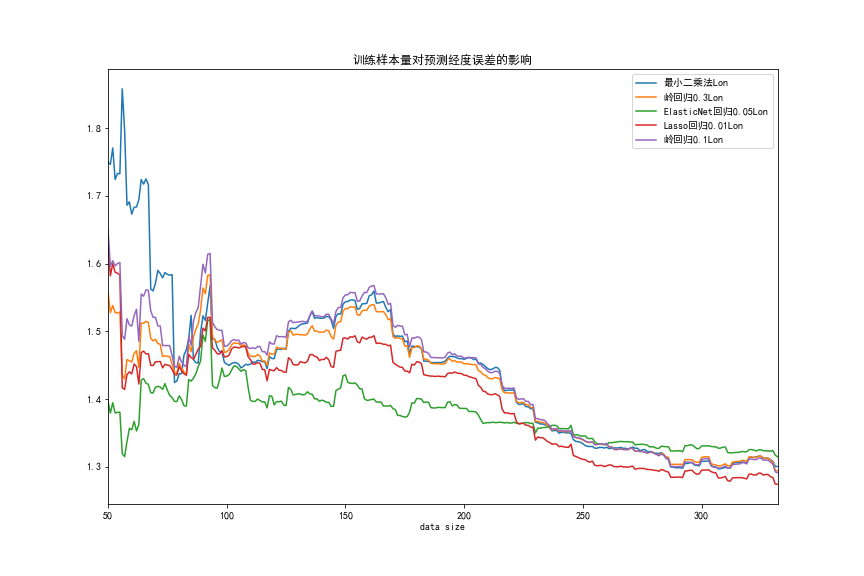 训练样本量对预测经度误差的影响
最小二乘法Lon
岭回归0.3Lon
ElasticNet回归0.05Lon
Lasso回归0.01Lon
岭回归0.1Lon
1.8
1.7
1.6
1.5
1.4
1.3
50 100 150 200 250 300
data size